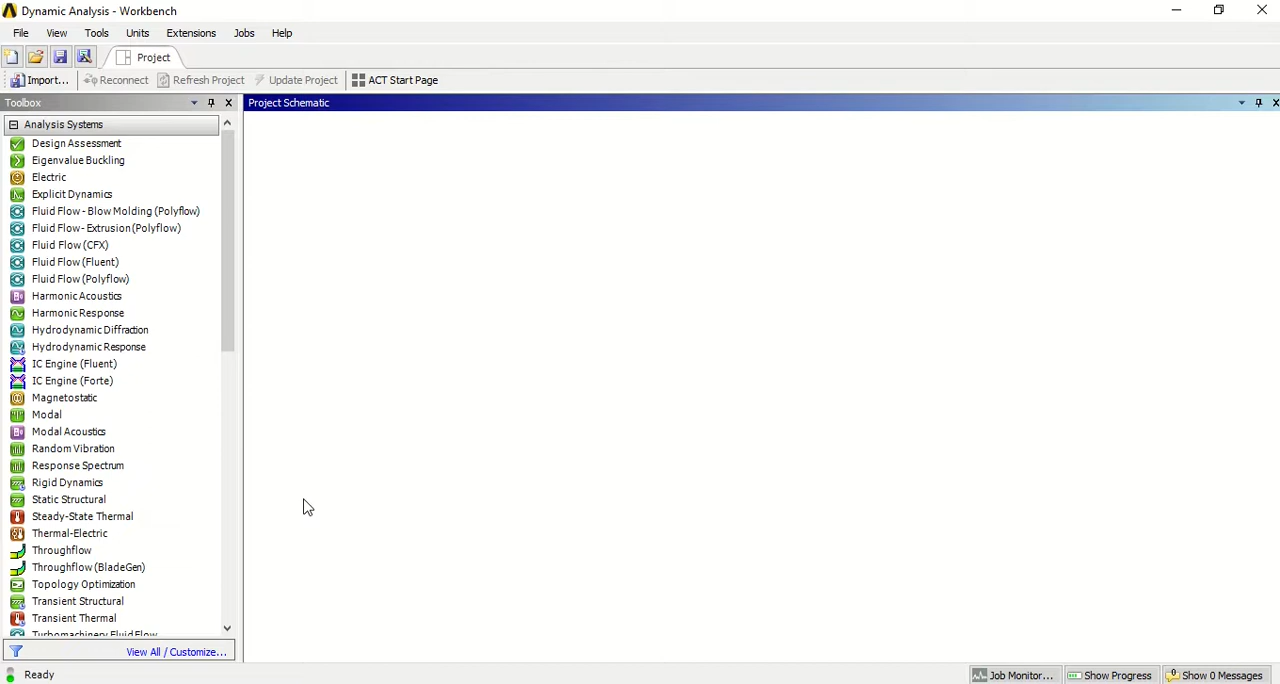 Dynamic Analysis - Workbench
File View Tools Units Extensions Jobs Help
Project
Import... Reconnect Refresh Project Update Project ACT Start Page
Toolbox
Project Schematic
Analysis Systems
Design Assessment
Eigenvalue Buckling
Electric
Explicit Dynamics
Fluid Flow - Blow Molding (Polyflow)
Fluid Flow - Extrusion (Polyflow)
Fluid Flow (CFX)
Fluid Flow (Fluent)
Fluid Flow (Polyflow)
Harmonic Acoustics
Harmonic Response
Hydrodynamic Diffraction
Hydrodynamic Response
IC Engine (Fluent)
IC Engine (Forte)
Magnetostatic
Modal
Modal Acoustics
Random Vibration
Response Spectrum
Rigid Dynamics
Static Structural
Steady-State Thermal
Thermal-Electric
Throughflow
Throughflow (BladeGen)
Topology Optimization
Transient Structural
Transient Thermal
Turbomachinery Fluid Flow
View All / Customize...
Ready
Job Monitor... Show Progress Show 0 Messages